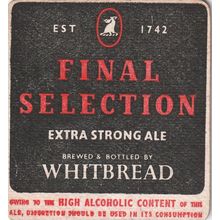 EST 1742
FINAL
SELECTION
EXTRA STRONG ALE
BREWED & BOTTLED BY
WHITBREAD
OWING TO THE HIGH ALCOHOLIC CONTENT OF THIS
ALE, DISCRETION SHOULD BE USED IN ITS CONSUMPTION